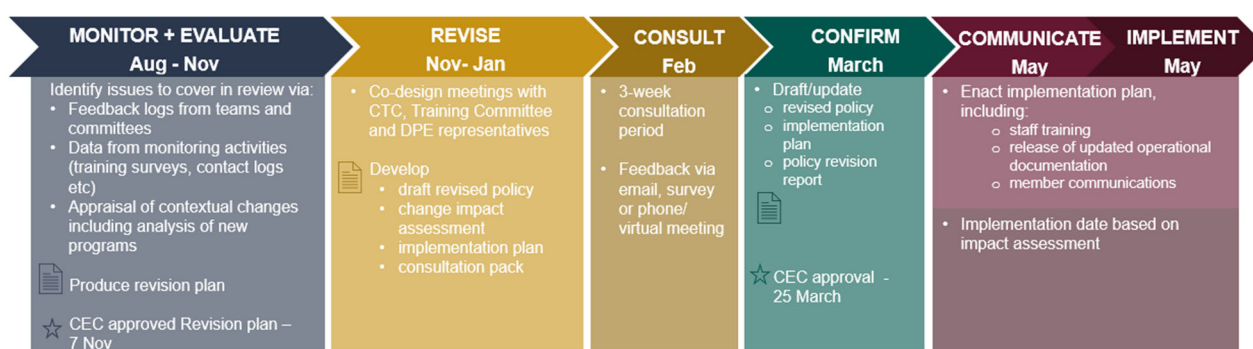 MONITOR + EVALUATE
Aug - Nov
Identify issues to cover in review via:
• Feedback logs from teams and
committees
• Data from monitoring activities
(training surveys, contact logs
etc)
• Appraisal of contextual changes
including analysis of new
programs
Produce revision plan
CEC approved Revision plan –
7 Nov
REVISE
Nov- Jan
• Co-design meetings with
CTC, Training Committee
and DPE representatives
Develop
• draft revised policy
• change impact
assessment
• implementation plan
• consultation pack
CONSULT
Feb
• 3-week
consultation
period
• Feedback via
email, survey
or phone/
virtual meeting
CONFIRM
March
• Draft/update
o revised policy
o implementation
plan
o policy revision
report
CEC approval -
25 March
COMMUNICATE
May
IMPLEMENT
May
• Enact implementation plan,
including:
o staff training
o release of updated operational
documentation
o member communications
• Implementation date based on
impact assessment